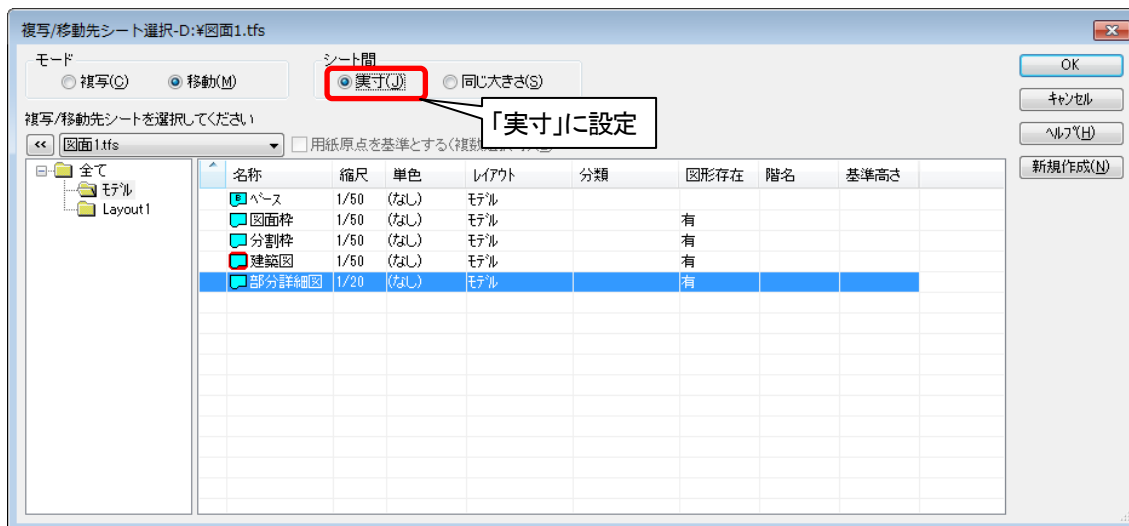 複写/移動先シート選択-D:¥図面1.tfs
モード
複写(C) 移動(M)
シート間
実寸(J) 同じ大きさ(S)
「実寸」に設定
OK
キャンセル
ヘルプ(H)
新規作成(N)
複写/移動先シートを選択してください
<< 図面1.tfs 用紙原点を基準とする(複数
全て
モデル
Layout1
名称 縮尺 単色 レイアウト 分類 図形存在 階名 基準高さ
ベース 1/50 (なし) モデル
図面枠 1/50 (なし) モデル 有
分割枠 1/50 (なし) モデル 有
建築図 1/50 (なし) モデル 有
部分詳細図 1/20 (なし) モデル 有